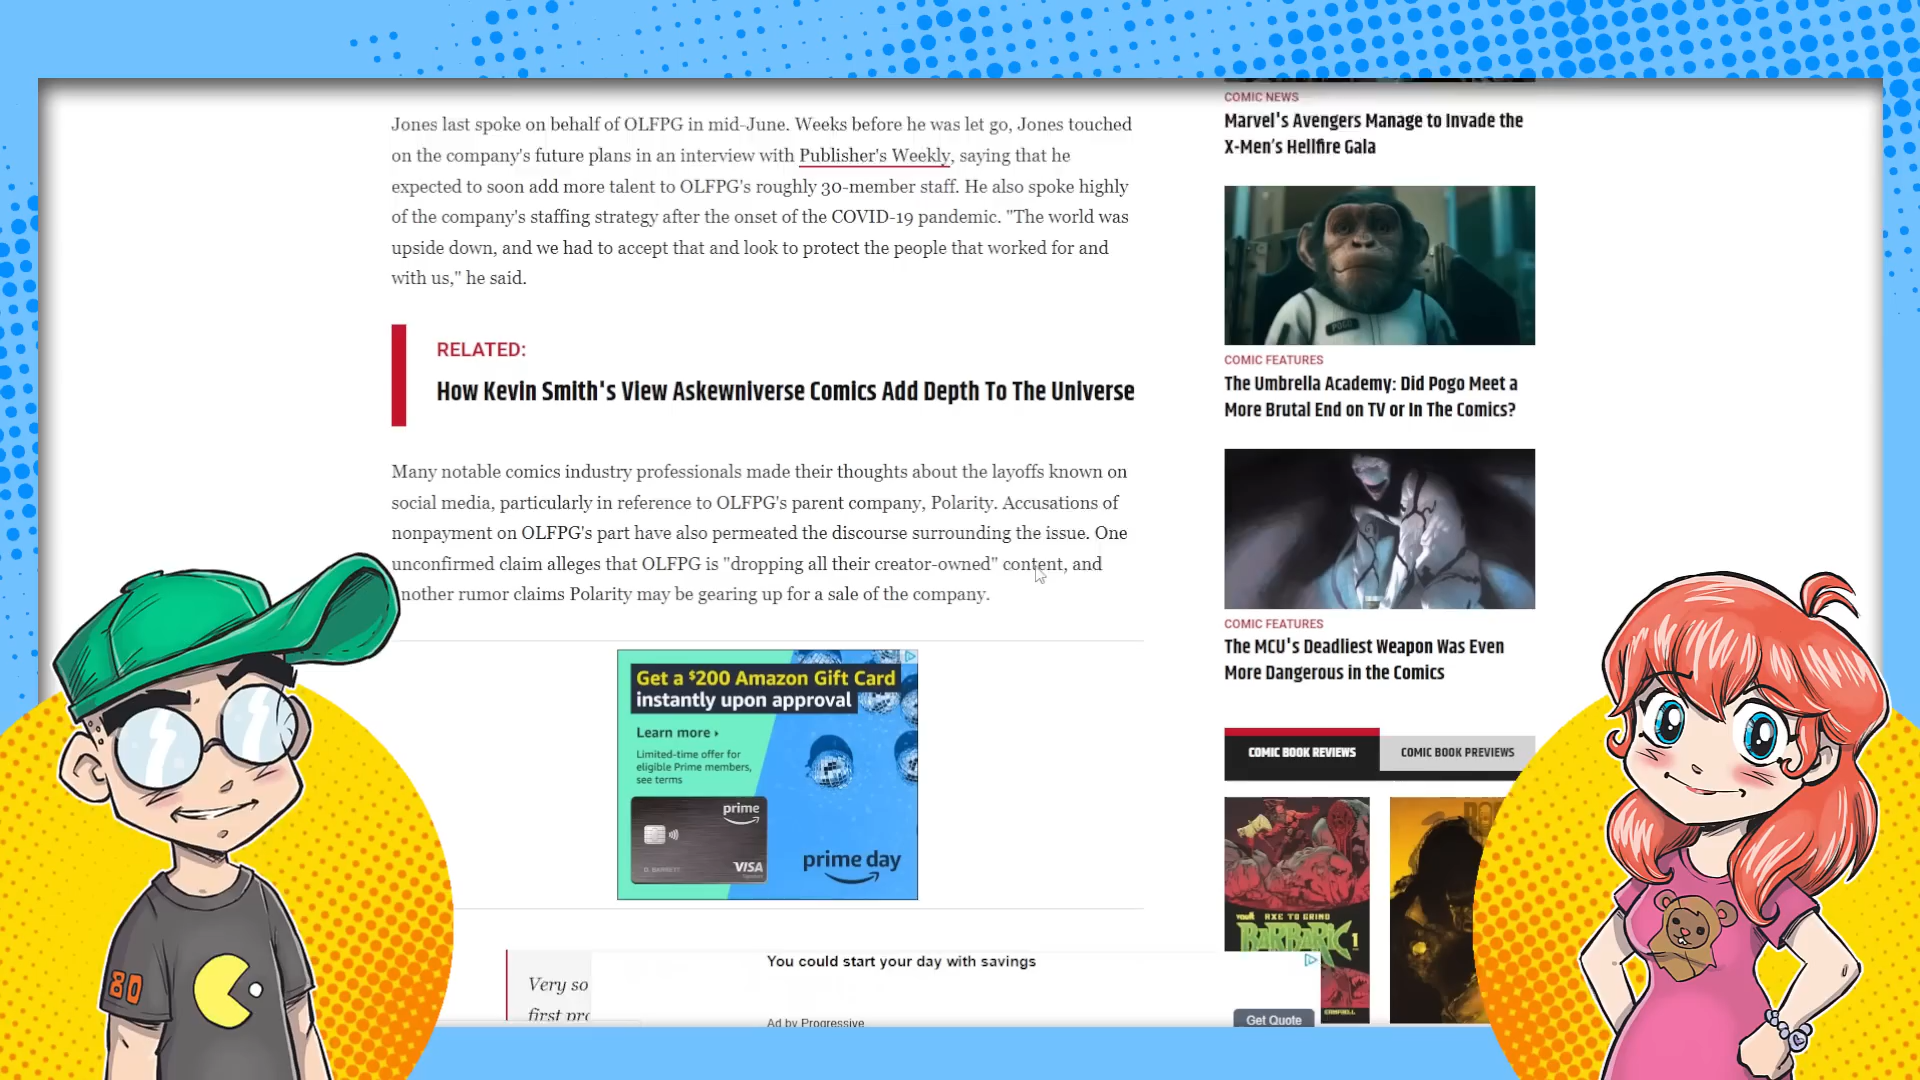 Jones last spoke on behalf of OLFPG in mid-June. Weeks before he was let go, Jones touched
on the company's future plans in an interview with Publisher's Weekly, saying that he
expected to soon add more talent to OLFPG's roughly 30-member staff. He also spoke highly
of the company's staffing strategy after the onset of the COVID-19 pandemic. "The world was
upside down, and we had to accept that and look to protect the people that worked for and
with us," he said.
RELATED:
How Kevin Smith's View Askewniverse Comics Add Depth To The Universe
Many notable comics industry professionals made their thoughts about the layoffs known on
social media, particularly in reference to OLFPG's parent company, Polarity. Accusations of
nonpayment on OLFPG's part have also permeated the discourse surrounding the issue. One
unconfirmed claim alleges that OLFPG is "dropping all their creator-owned" content, and
nother rumor claims Polarity may be gearing up for a sale of the company.
Get a $200 Amazon Gift Card
instantly upon approval
Learn more ›
Limited-time offer for
eligible Prime members,
see terms
prime
VISA
D. BARRETT
prime day
Very so
first pro
You could start your day with savings
Ad by Progressive
Get Quote
COMIC NEWS
Marvel's Avengers Manage to Invade the
X-Men's Hellfire Gala
POGO
COMIC FEATURES
The Umbrella Academy: Did Pogo Meet a
More Brutal End on TV or In The Comics?
COMIC FEATURES
The MCU's Deadliest Weapon Was Even
More Dangerous in the Comics
COMIC BOOK REVIEWS
COMIC BOOK PREVIEWS
AXE TO GRIND
BARBARIC 1
80